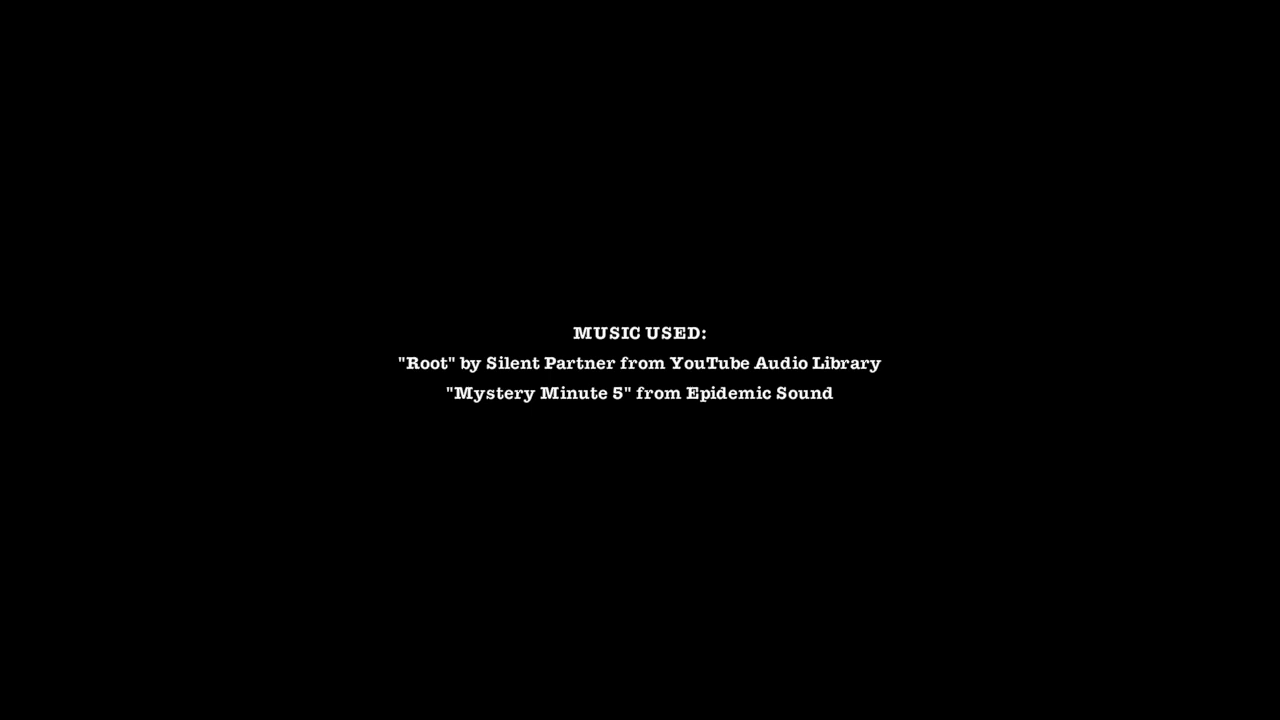 MUSIC USED:
"Root" by Silent Partner from YouTube Audio Library
"Mystery Minute 5" from Epidemic Sound